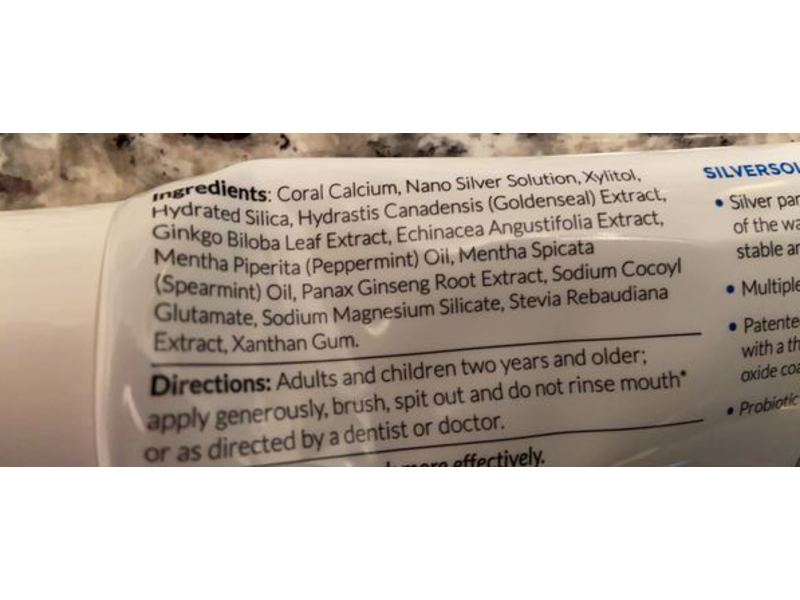 Ingredients: Coral Calcium, Nano Silver Solution, Xylitol,
Hydrated Silica, Hydrastis Canadensis (Goldenseal) Extract,
Ginkgo Biloba Leaf Extract, Echinacea Angustifolia Extract,
Mentha Piperita (Peppermint) Oil, Mentha Spicata
(Spearmint) Oil, Panax Ginseng Root Extract, Sodium Cocoyl
Glutamate, Sodium Magnesium Silicate, Stevia Rebaudiana
Extract, Xanthan Gum.
Directions: Adults and children two years and older;
apply generously, brush, spit out and do not rinse mouth*
or as directed by a dentist or doctor.
more effectively.
SILVERSOL
• Silver par
of the wa
stable an
• Multiple
• Patente
with a th
oxide coa
• Probiotic